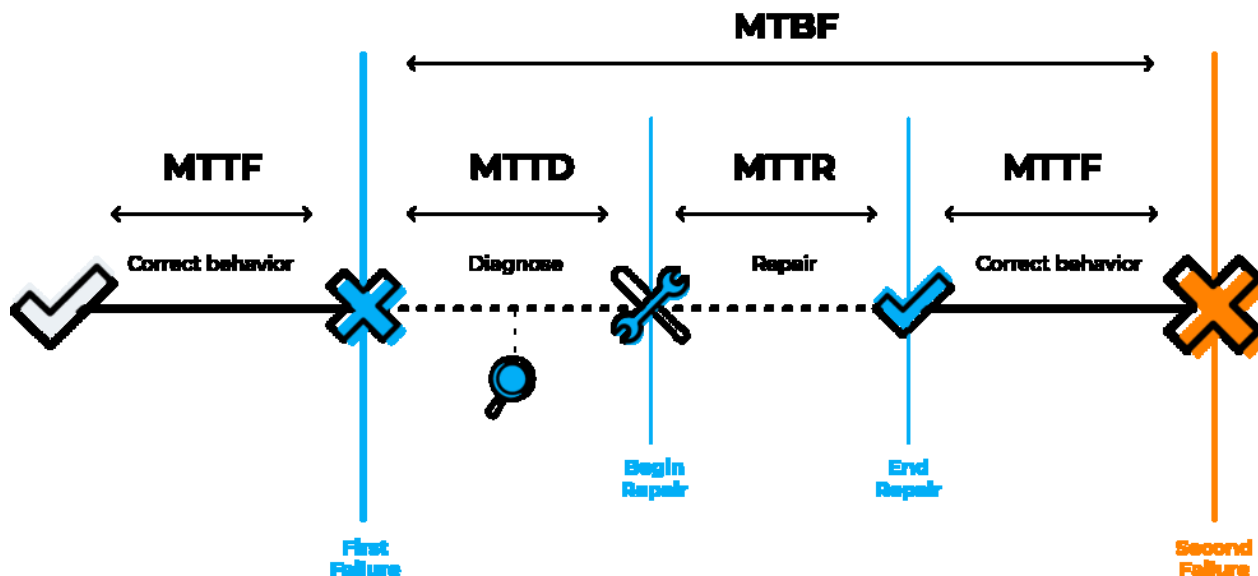 MTBF
MTTF
MTTD
MTTR
MTTF
Correct behavior
Diagnose
Repair
Correct behavior
Begin
Repair
End
Repair
First
Failure
Second
Failure